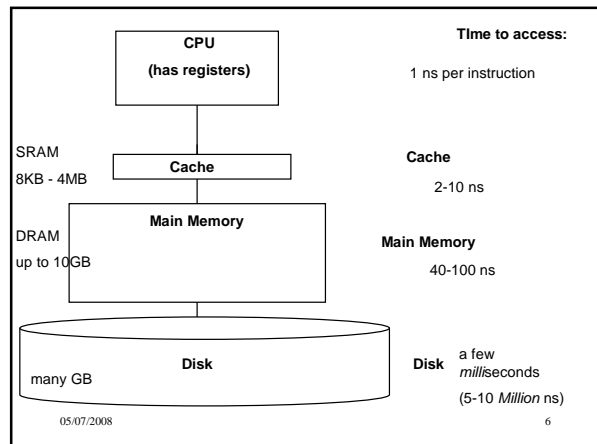 CPU
(has registers)
TIme to access:
1 ns per instruction
SRAM
8KB - 4MB
Cache
Cache
2-10 ns
Main Memory
DRAM
up to 10GB
Main Memory
40-100 ns
Disk
many GB
Disk
a few
milliseconds
(5-10 Million ns)
05/07/2008
6